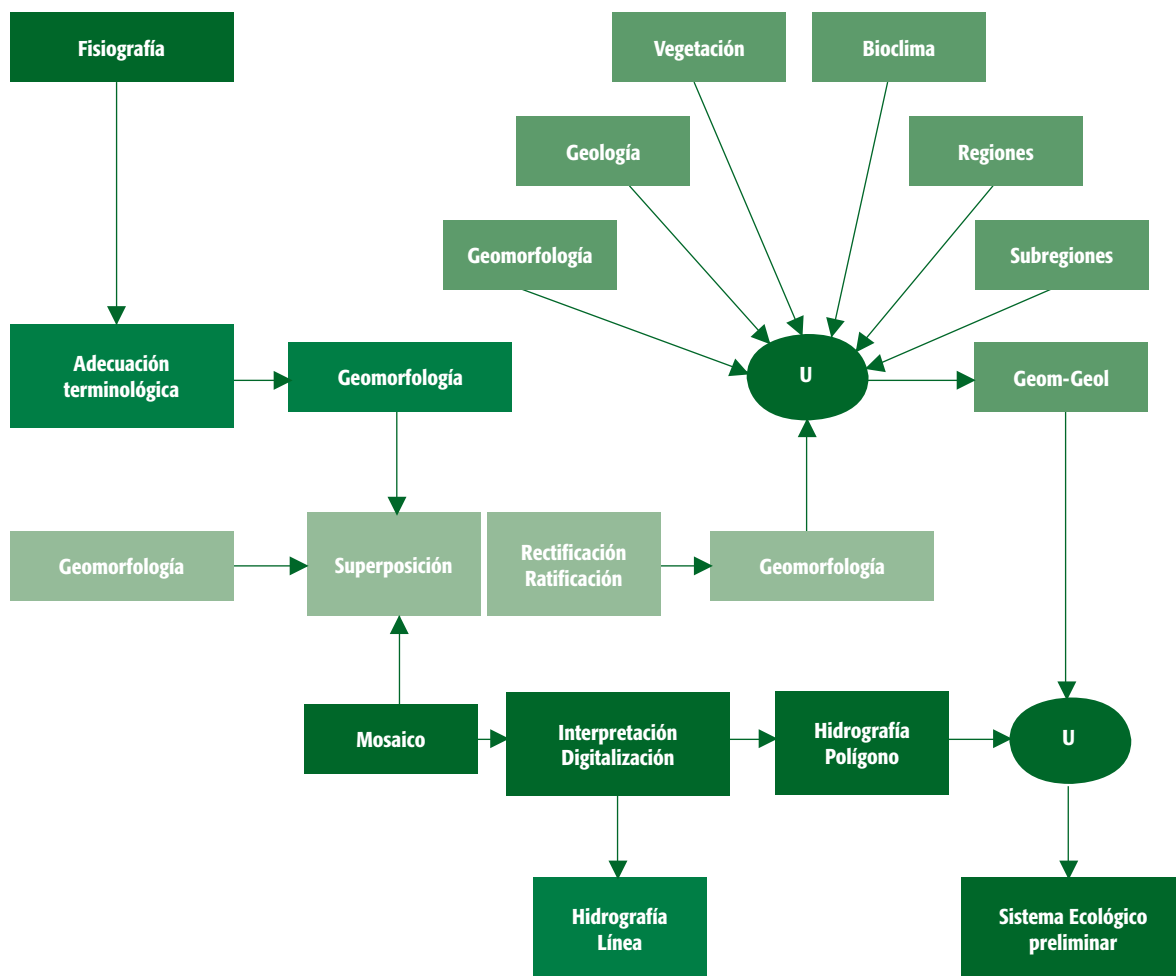 Fisiografía
Vegetación
Bioclima
Geología
Regiones
Geomorfología
Subregiones
Adecuación
terminológica
Geomorfología
U
Geom-Geol
Geomorfología
Superposición
Rectificación
Ratificación
Geomorfología
Mosaico
Interpretación
Digitalización
Hidrografía
Polígono
U
Hidrografía
Línea
Sistema Ecológico
preliminar